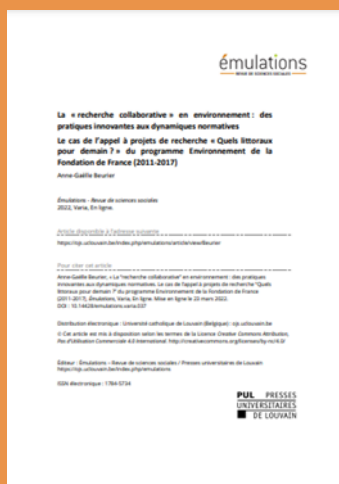 émulations
REVUE DE SCIENCES SOCIALES
La « recherche collaborative » en environnement : des
pratiques innovantes aux dynamiques normatives
Le cas de l'appel à projets de recherche « Quels littoraux
pour demain ? » du programme Environnement de la
Fondation de France (2011-2017)
Anne-Gaëlle Beurier
Émulations - Revue de sciences sociales
2022, Varia, En ligne.
Article disponible à l'adresse suivante
https://ojs.uclouvain.be/index.php/emulations/article/view/Beurier
Pour citer cet article
Anne-Gaëlle Beurier, « La "recherche collaborative" en environnement : des pratiques
innovantes aux dynamiques normatives. Le cas de l'appel à projets de recherche "Quels
littoraux pour demain ?" du programme Environnement de la Fondation de France
(2011-2017), Émulations, Varia, En ligne. Mise en ligne le 23 mars 2022.
DOI : 10.14428/emulations.varia.037
Distribution électronique : Université catholique de Louvain (Belgique) : ojs.uclouvain.be
© Cet article est mis à disposition selon les termes de la Licence Creative Commons Attribution,
Pas d'Utilisation Commerciale 4.0 International. http://creativecommons.org/licenses/by-nc/4.0/
Éditeur : Émulations – Revue de sciences sociales / Presses universitaires de Louvain
https://ojs.uclouvain.be/index.php/emulations
ISSN électronique : 1784-5734
PUL PRESSES
UNIVERSITAIRES
DE LOUVAIN